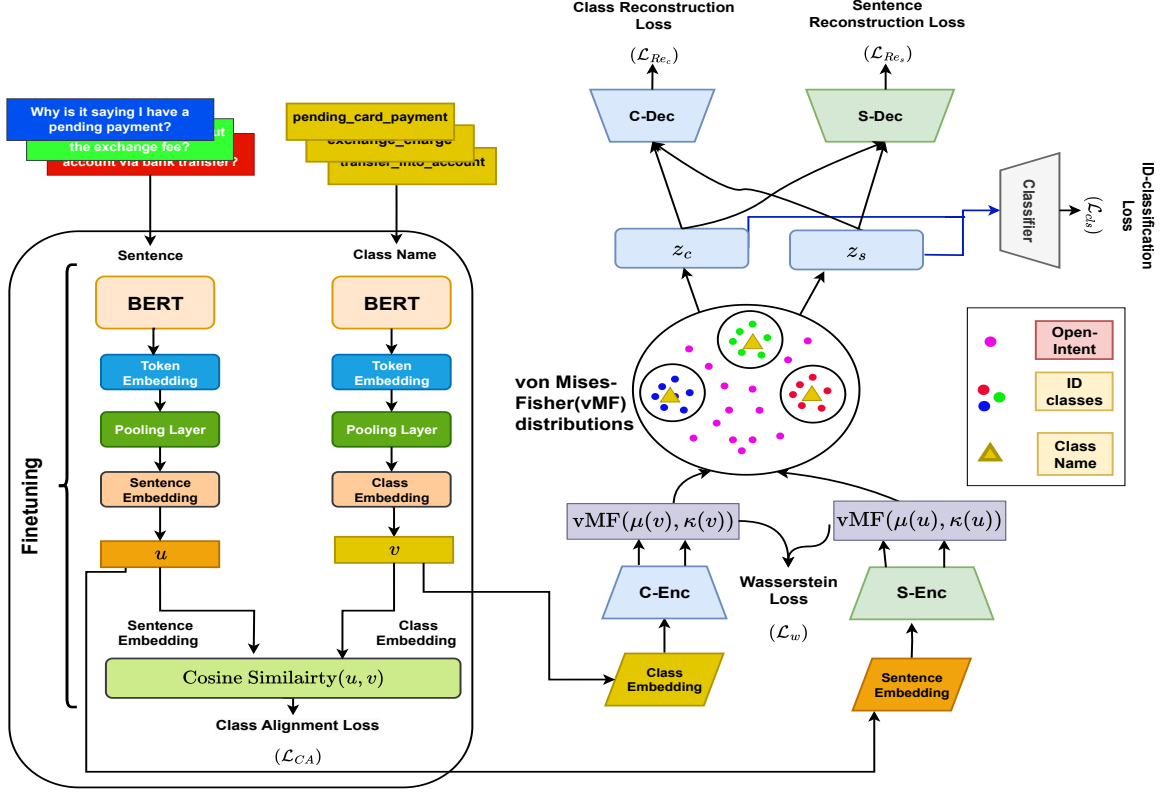 Class Reconstruction
Loss
(ℒ_{Re_c})
Sentence
Reconstruction Loss
(ℒ_{Re_s})
C-Dec
S-Dec
Why is it saying I have a
pending payment?
the exchange fee?
account via bank transfer?
pending_card_payment
exchange_charge
transfer_into_account
Classifier
(ℒ_{cls})
ID-classification
Loss
z_c
z_s
Sentence
Class Name
BERT
BERT
Token
Embedding
Token
Embedding
Pooling Layer
Pooling Layer
Sentence
Embedding
Class
Embedding
u
v
Finetuning
Sentence
Embedding
Class
Embedding
Cosine Similairty(u, v)
Class Alignment Loss
(ℒ_{CA})
von Mises-
Fisher(vMF)
distributions
Open-
Intent
ID
classes
Class
Name
vMF(μ(v), κ(v))
vMF(μ(u), κ(u))
C-Enc
S-Enc
Wasserstein
Loss
(ℒ_w)
Class
Embedding
Sentence
Embedding